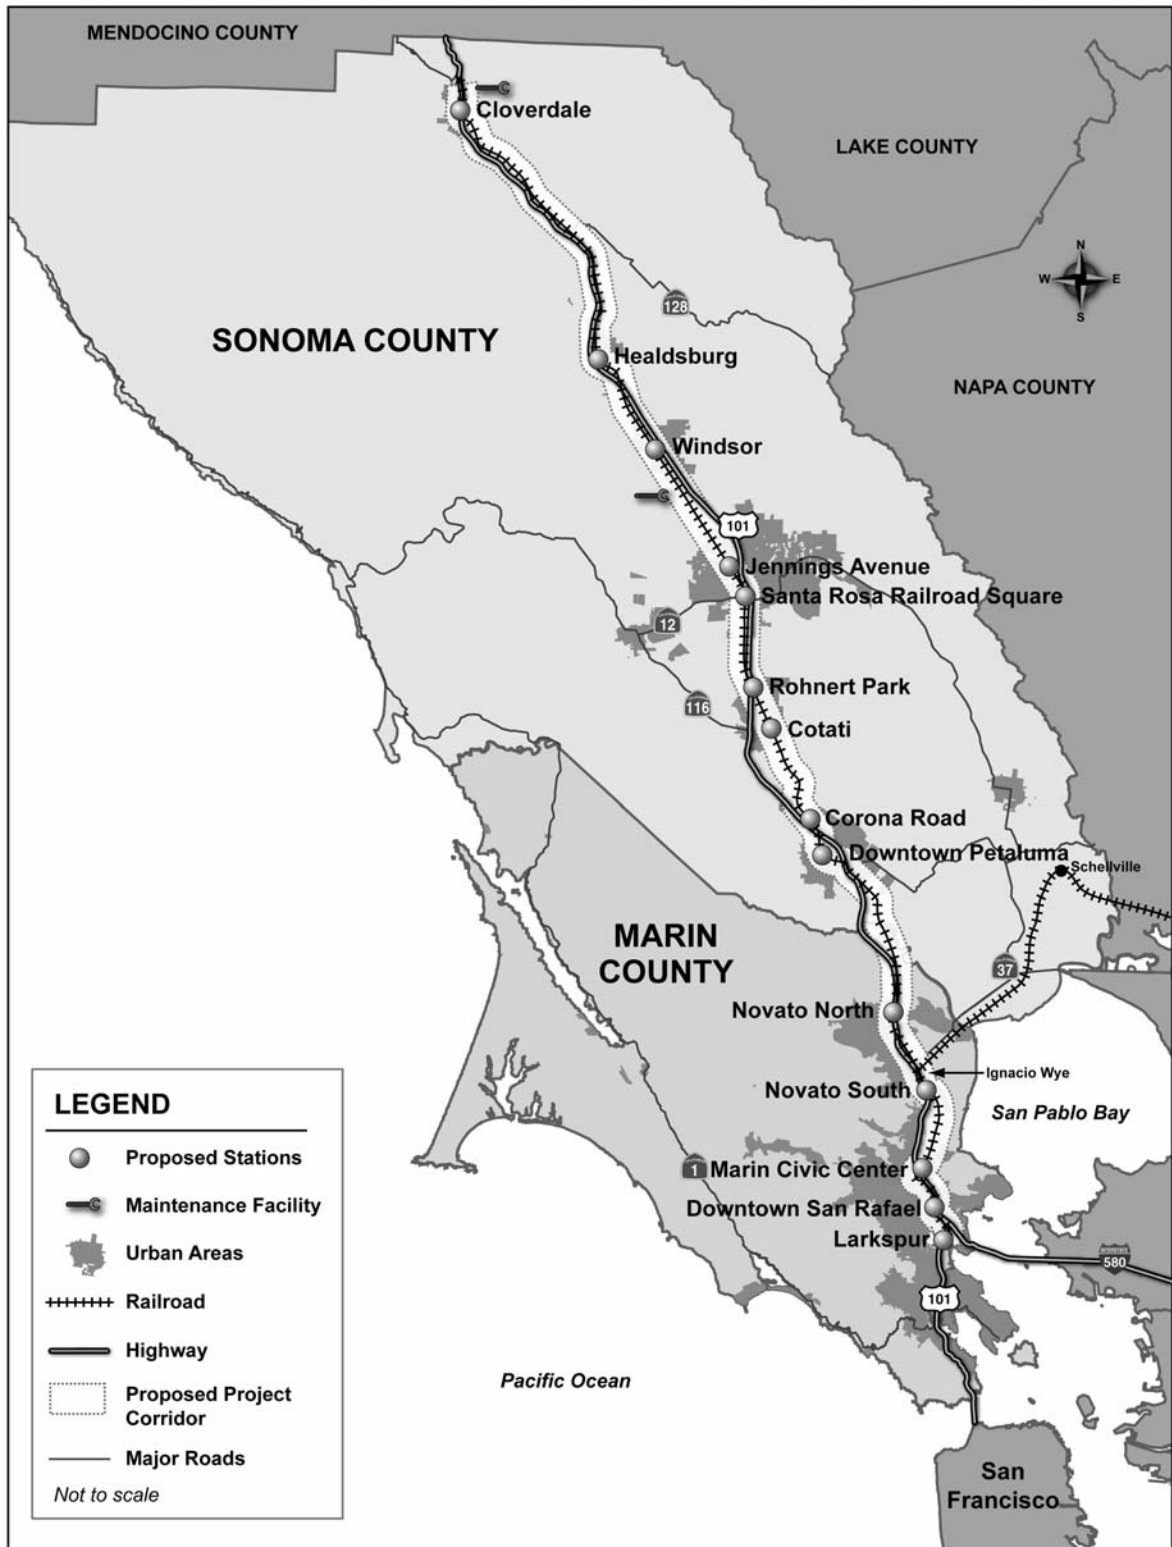 MENDOCINO COUNTY
Cloverdale
LAKE COUNTY
N
W
E
S
128
SONOMA COUNTY
Healdsburg
NAPA COUNTY
Windsor
101
Jennings Avenue
Santa Rosa Railroad Square
12
Rohnert Park
116
Cotati
Corona Road
Downtown Petaluma
Schellville
MARIN
COUNTY
37
Novato North
Ignacio Wye
Novato South
San Pablo Bay
1
Marin Civic Center
Downtown San Rafael
Larkspur
INTERSTATE
580
101
Pacific Ocean
San
Francisco
LEGEND
Proposed Stations
Maintenance Facility
Urban Areas
Railroad
Highway
Proposed Project
Corridor
Major Roads
Not to scale